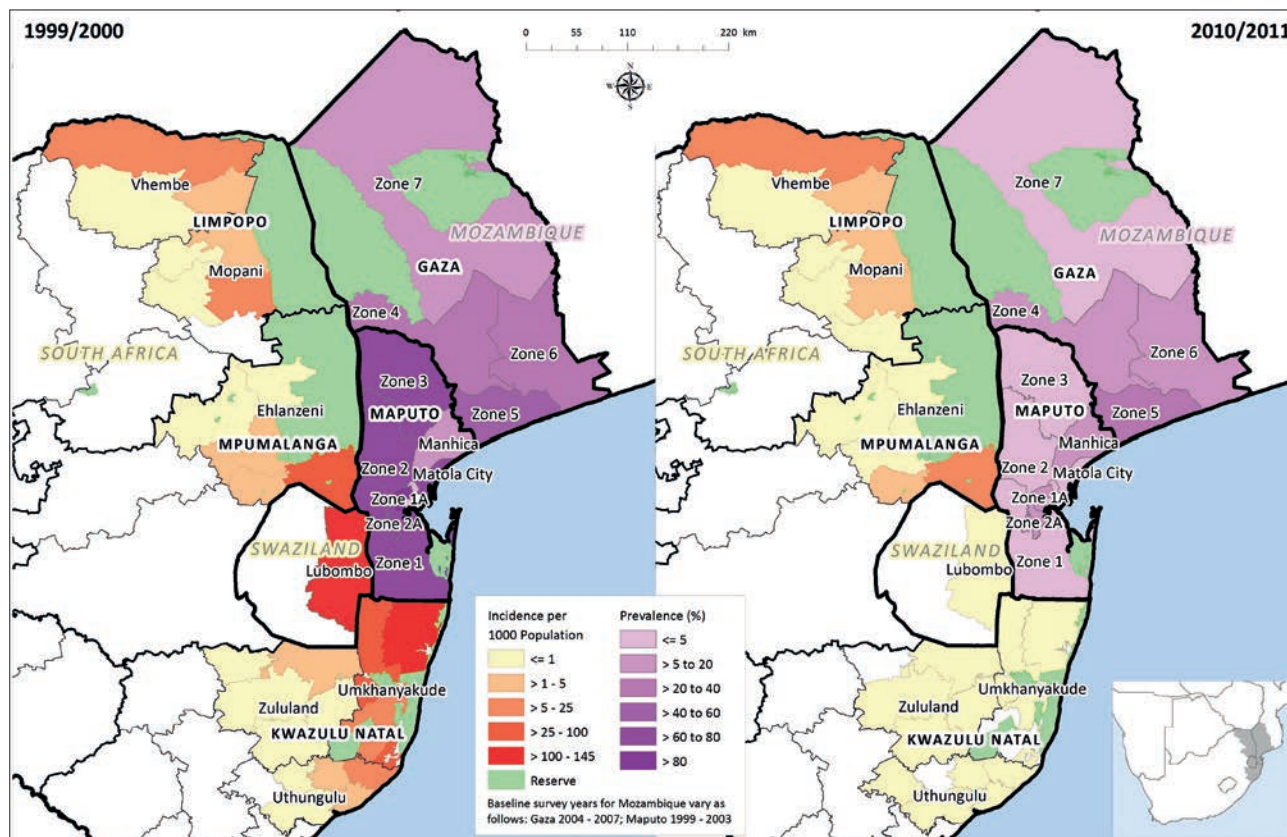 1999/2000
0 55 110 220 km
N
W E
S
2010/2011
Vhembe
LIMPOPO
Mopani
Zone 7
MOZAMBIQUE
GAZA
Zone 4
SOUTH AFRICA
Zone 6
Zone 3
Ehlanzeni
MAPUTO
Zone 5
MPUMALANGA
Manhica
Zone 2
Matola City
Zone 1A
Zone 2A
SWAZILAND
Lubombo
Zone 1
Umkhanyakude
Zululand
KWAZULU NATAL
Uthungulu
Incidence per
1000 Population
<= 1
> 1 - 5
> 5 - 25
> 25 - 100
> 100 - 145
Reserve
Prevalence (%)
<= 5
> 5 to 20
> 20 to 40
> 40 to 60
> 60 to 80
> 80
Baseline survey years for Mozambique vary as
follows: Gaza 2004 - 2007; Maputo 1999 - 2003
Vhembe
LIMPOPO
Mopani
Zone 7
MOZAMBIQUE
GAZA
Zone 4
SOUTH AFRICA
Zone 6
Zone 3
Ehlanzeni
MAPUTO
Zone 5
MPUMALANGA
Manhica
Zone 2
Matola City
Zone 1A
Zone 2A
SWAZILAND
Lubombo
Zone 1
Umkhanyakude
Zululand
KWAZULU NATAL
Uthungulu